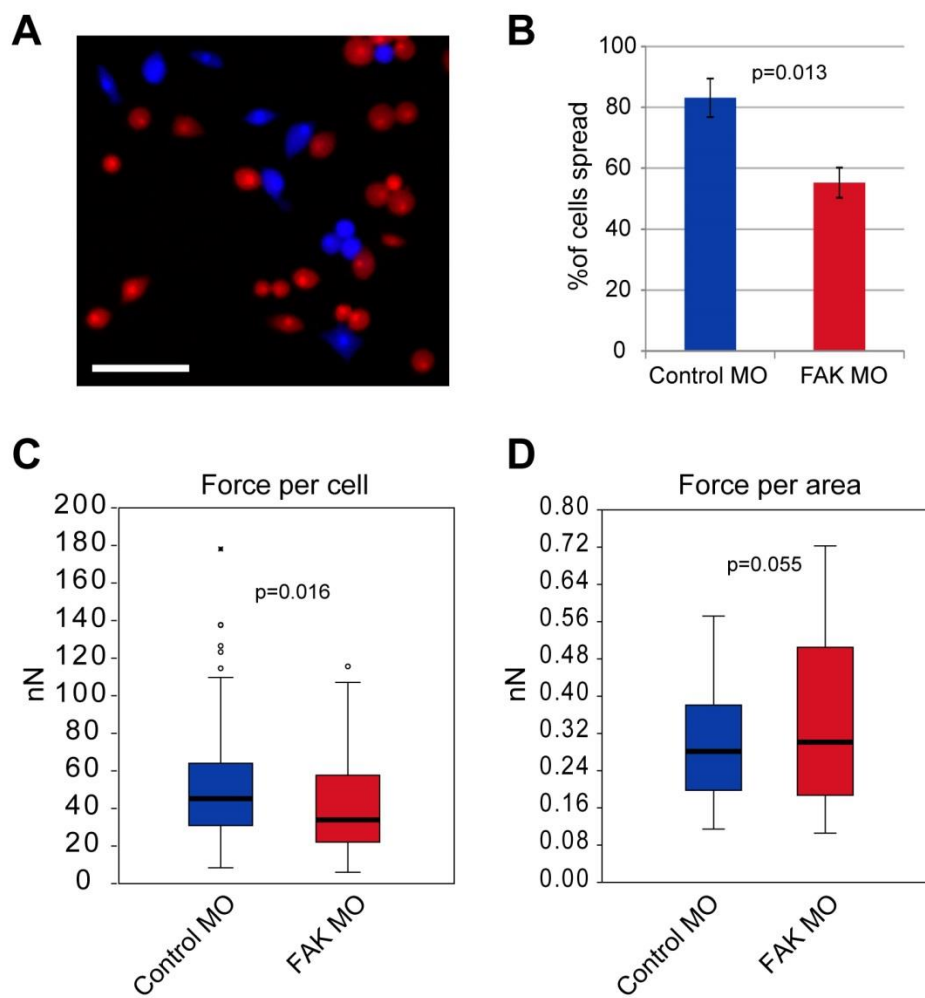 A
B
p=0.013
%of cells spread
100
80
60
40
20
0
Control MO
FAK MO
C
Force per cell
p=0.016
nN
200
180
160
140
120
100
80
60
40
20
0
Control MO
FAK MO
D
Force per area
p=0.055
nN
0.80
0.72
0.64
0.56
0.48
0.40
0.32
0.24
0.16
0.08
0.00
Control MO
FAK MO